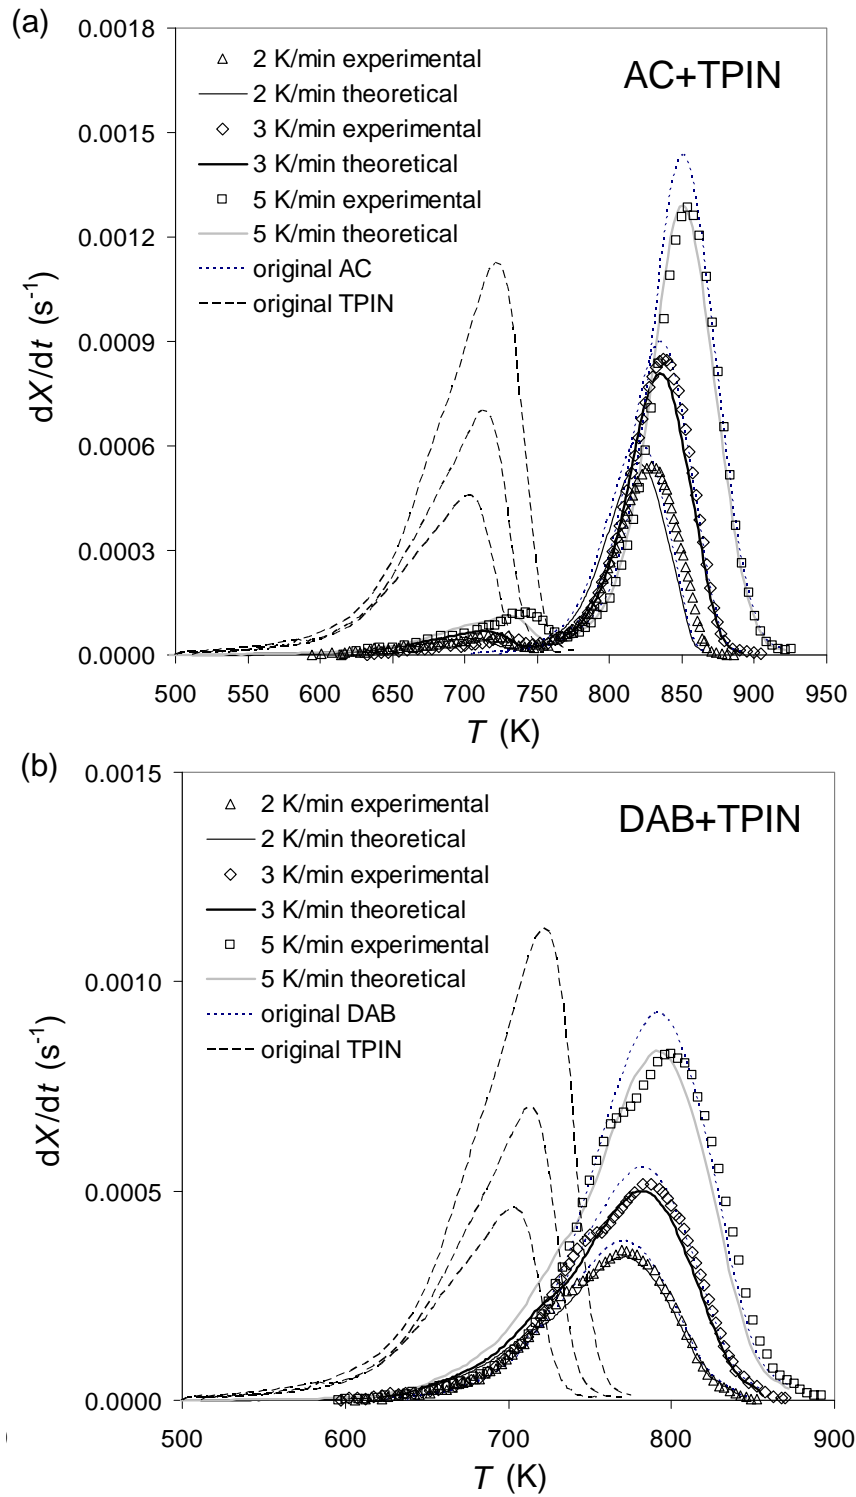 (a)
0.0018
0.0015
0.0012
0.0009
0.0006
0.0003
0.0000
dX/dt (s-1)
2 K/min experimental
2 K/min theoretical
3 K/min experimental
3 K/min theoretical
5 K/min experimental
5 K/min theoretical
original AC
original TPIN
AC+TPIN
500 550 600 650 700 750 800 850 900 950
T (K)
(b)
0.0015
0.0010
0.0005
0.0000
dX/dt (s-1)
2 K/min experimental
2 K/min theoretical
3 K/min experimental
3 K/min theoretical
5 K/min experimental
5 K/min theoretical
original DAB
original TPIN
DAB+TPIN
500 600 700 800 900
T (K)